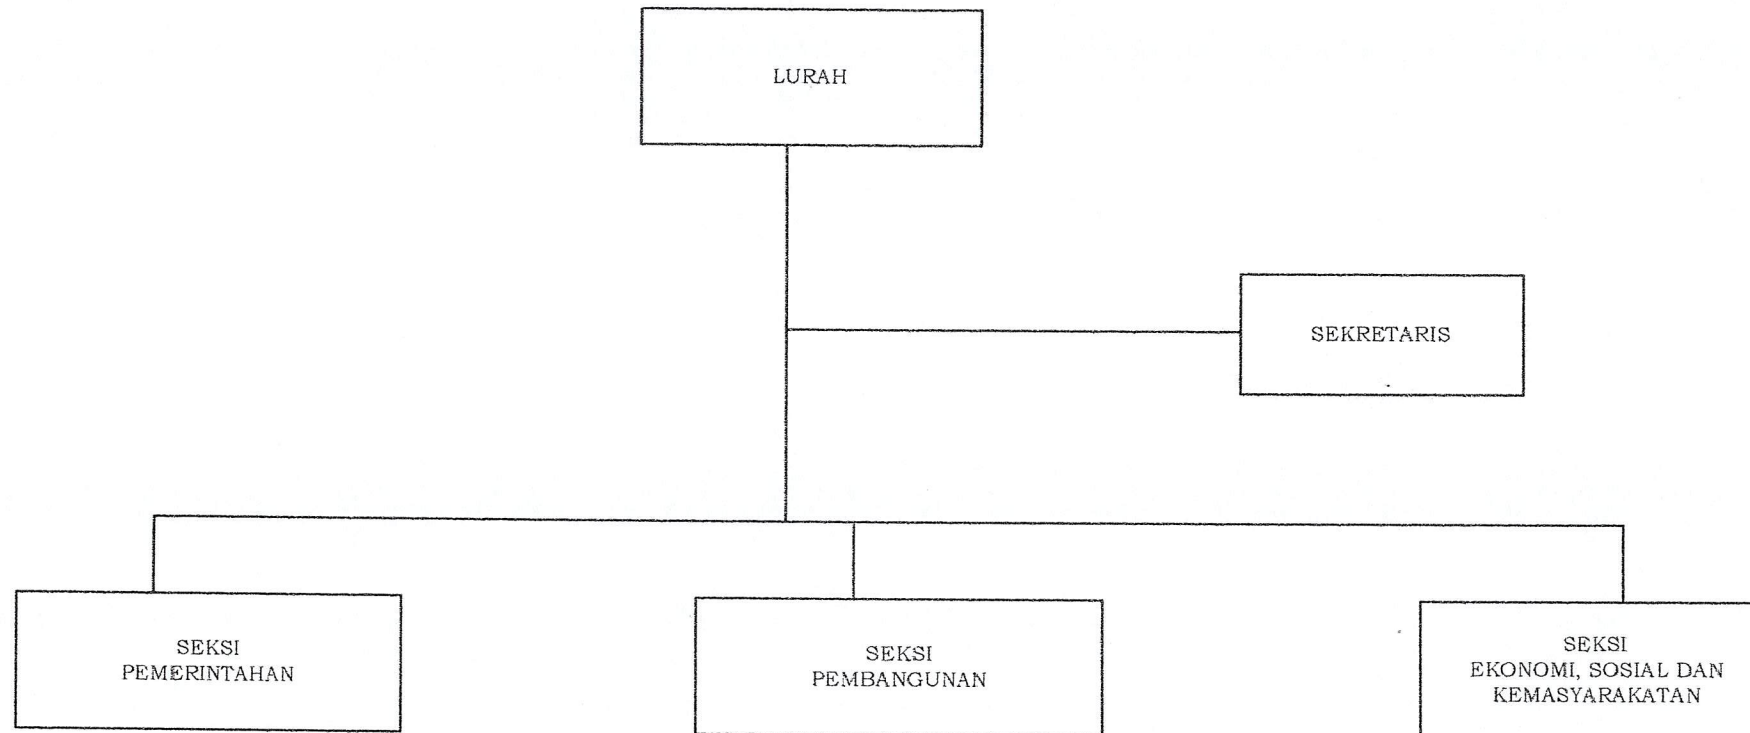 LURAH
SEKRETARIS
SEKSI
PEMERINTAHAN
SEKSI
PEMBANGUNAN
SEKSI
EKONOMI, SOSIAL DAN
KEMASYARAKATAN